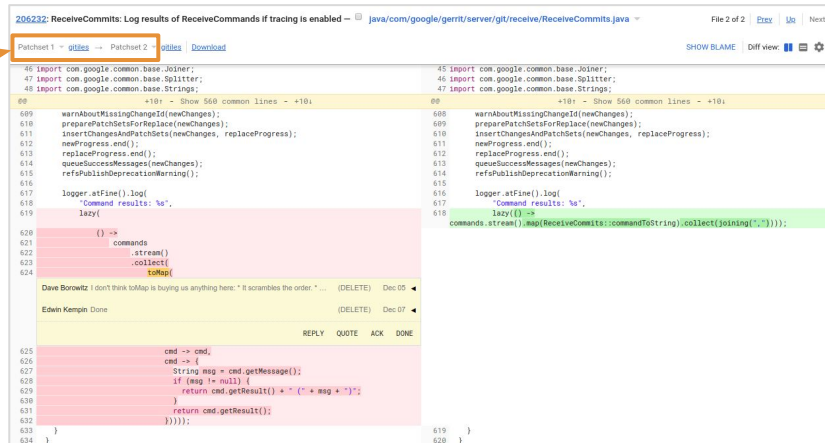 206232: ReceiveCommits: Log results of ReceiveCommands if tracing is enabled — java/com/google/gerrit/server/git/receive/ReceiveCommits.java File 2 of 2 Prev Up Next
Patchset 1 gitiles → Patchset 2 gitiles Download SHOW BLAME Diff view:
46 import com.google.common.base.Joiner;
47 import com.google.common.base.Splitter;
48 import com.google.common.base.Strings;
@@ +10↑ - Show 560 common lines - +10↓
609 warnAboutMissingChangeId(newChanges);
610 preparePatchSetsForReplace(newChanges);
611 insertChangesAndPatchSets(newChanges, replaceProgress);
612 newProgress.end();
613 replaceProgress.end();
614 queueSuccessMessages(newChanges);
615 refsPublishDeprecationWarning();
616
617 logger.atFine().log(
618 "Command results: %s",
619 lazy(
620 () ->
621 commands
622 .stream()
623 .collect(
624 toMap(
Dave Borowitz I don't think toMap is buying us anything here: * It scrambles the order. * ... (DELETE) Dec 05
Edwin Kempin Done (DELETE) Dec 07
REPLY QUOTE ACK DONE
625 cmd -> cmd,
626 cmd -> {
627 String msg = cmd.getMessage();
628 if (msg != null) {
629 return cmd.getResult() + " (" + msg + ")";
630 }
631 return cmd.getResult();
632 }))));
633 }
634 }
45 import com.google.common.base.Joiner;
46 import com.google.common.base.Splitter;
47 import com.google.common.base.Strings;
@@ +10↑ - Show 560 common lines - +10↓
608 warnAboutMissingChangeId(newChanges);
609 preparePatchSetsForReplace(newChanges);
610 insertChangesAndPatchSets(newChanges, replaceProgress);
611 newProgress.end();
612 replaceProgress.end();
613 queueSuccessMessages(newChanges);
614 refsPublishDeprecationWarning();
615
616 logger.atFine().log(
617 "Command results: %s",
618 lazy(() ->
commands.stream().map(ReceiveCommits::commandToString).collect(joining(","))));
619 }
620 }